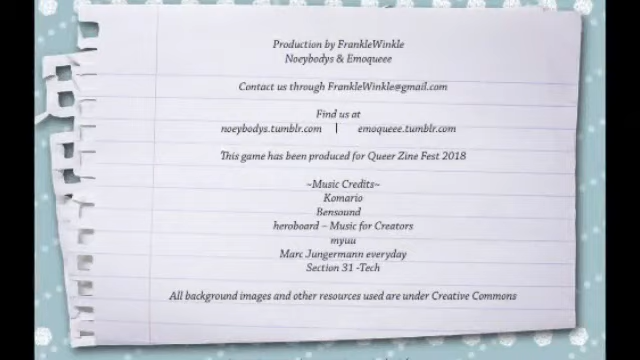 Production by FrankleWinkle
Noeybodys & Emoqueee
Contact us through FrankleWinkle@gmail.com
Find us at
noeybodys.tumblr.com | emoqueee.tumblr.com
This game has been produced for Queer Zine Fest 2018
~Music Credits~
Komario
Bensound
heroboard – Music for Creators
myuu
Marc Jungermann everyday
Section 31 -Tech
All background images and other resources used are under Creative Commons